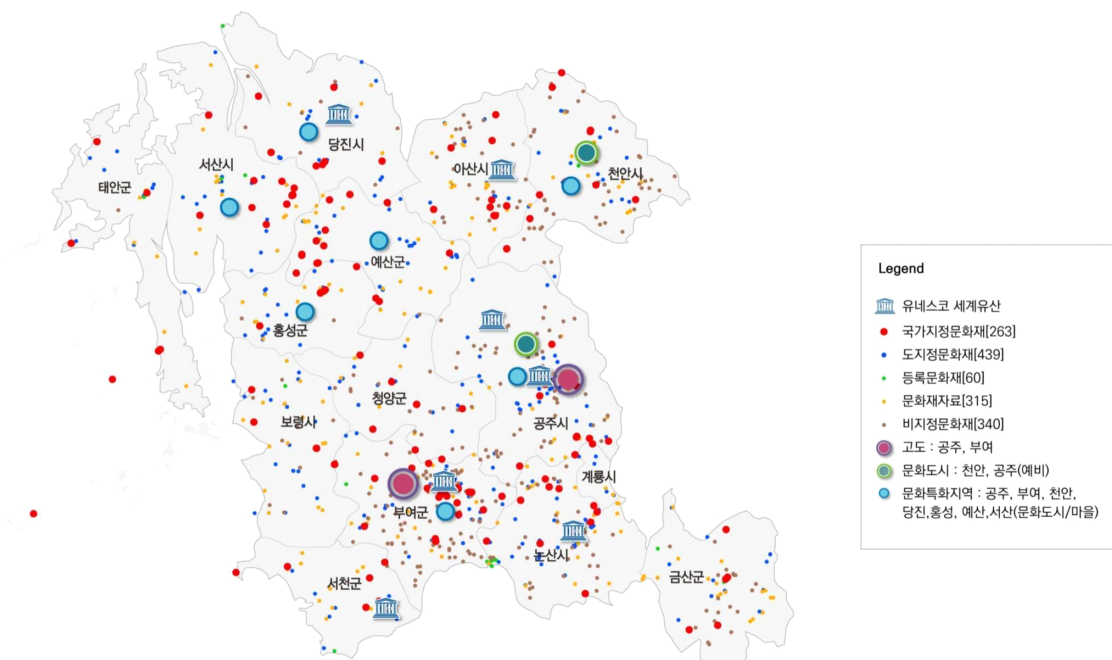 당진시
서산시
아산시
천안시
태안군
예산군
홍성군
청양군
보령시
공주시
계룡시
부여군
논산시
서천군
금산군
Legend
유네스코 세계유산
국가지정문화재[263]
도지정문화재[439]
등록문화재[60]
문화재자료[315]
비지정문화재[340]
고도 : 공주, 부여
문화도시 : 천안, 공주(예비)
문화특화지역 : 공주, 부여, 천안,
당진,홍성, 예산,서산(문화도시/마을)